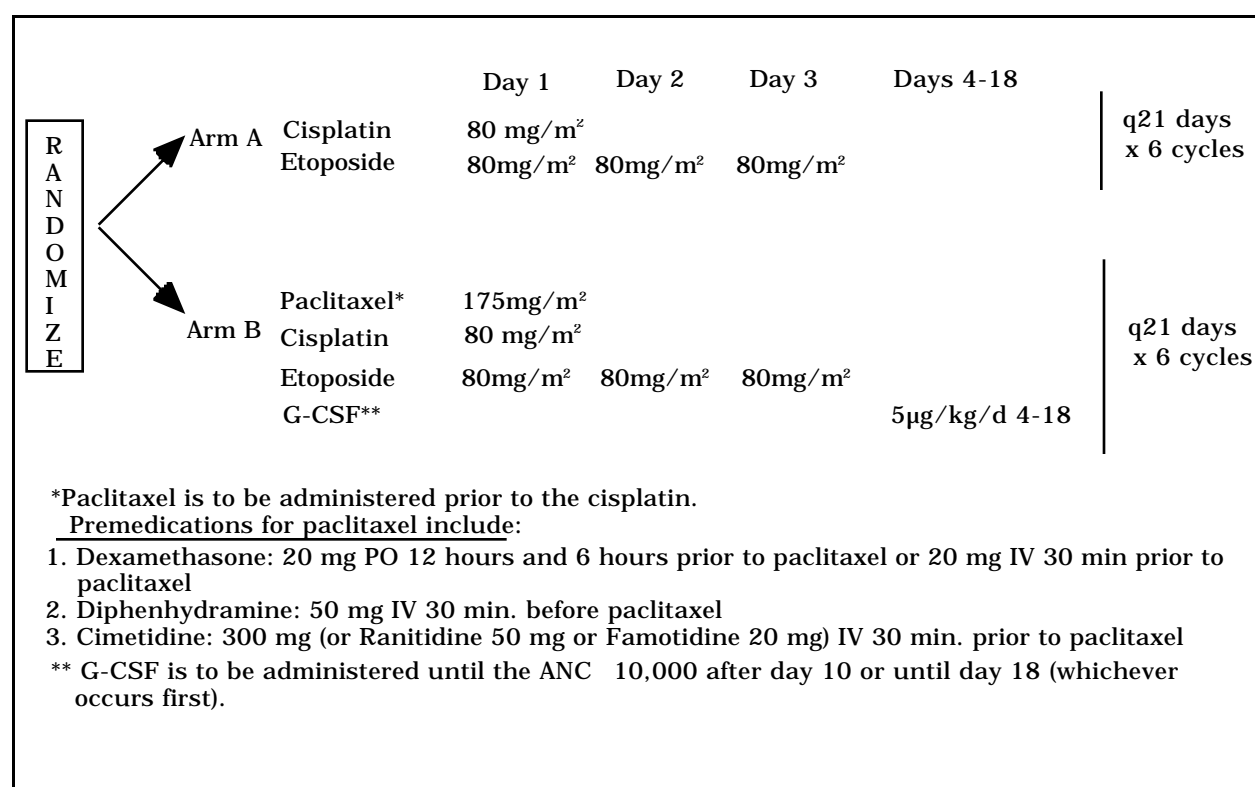 Day 1 Day 2 Day 3 Days 4-18
RANDOMIZE
Arm A Cisplatin 80 mg/m² q21 days
Etoposide 80mg/m² 80mg/m² 80mg/m² x 6 cycles
Paclitaxel* 175mg/m²
Arm B Cisplatin 80 mg/m² q21 days
Etoposide 80mg/m² 80mg/m² 80mg/m² x 6 cycles
G-CSF** 5µg/kg/d 4-18
*Paclitaxel is to be administered prior to the cisplatin.
Premedications for paclitaxel include:
1. Dexamethasone: 20 mg PO 12 hours and 6 hours prior to paclitaxel or 20 mg IV 30 min prior to
paclitaxel
2. Diphenhydramine: 50 mg IV 30 min. before paclitaxel
3. Cimetidine: 300 mg (or Ranitidine 50 mg or Famotidine 20 mg) IV 30 min. prior to paclitaxel
** G-CSF is to be administered until the ANC 10,000 after day 10 or until day 18 (whichever
occurs first).